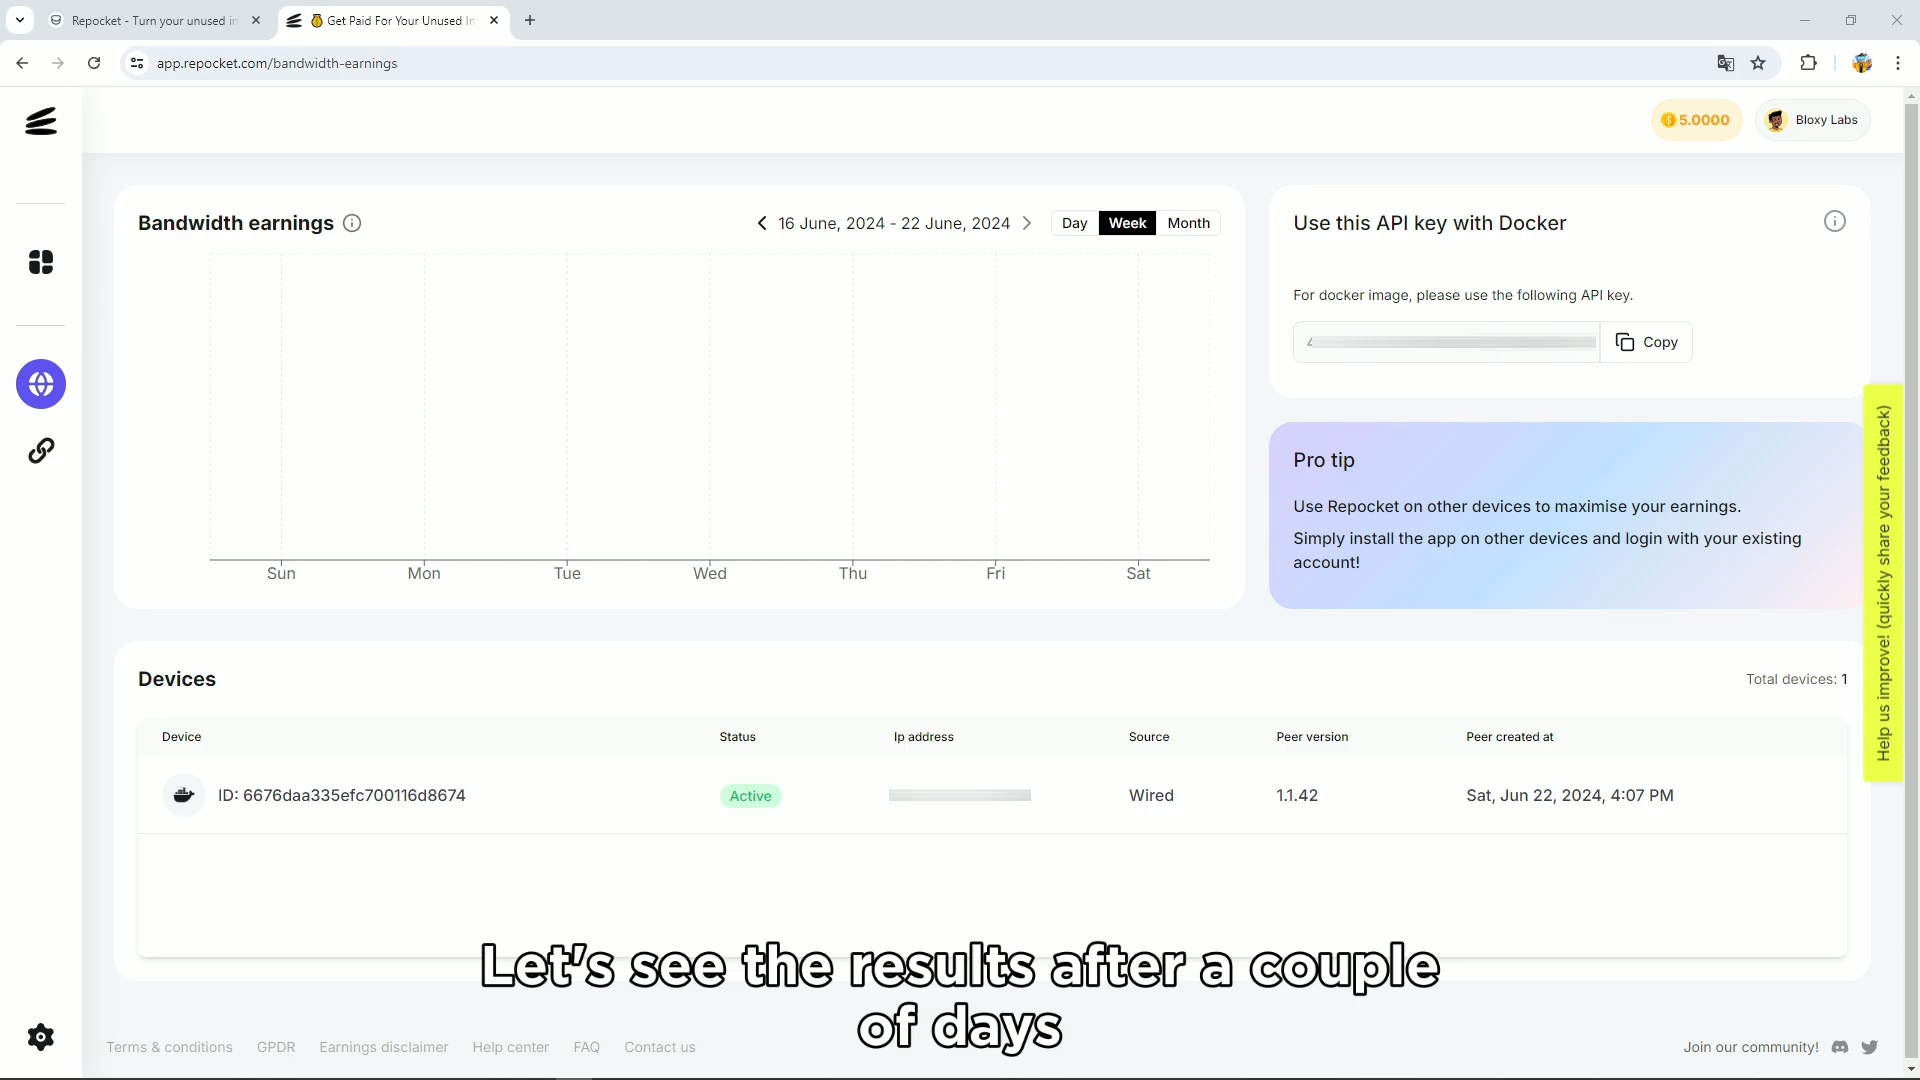 Repocket - Turn your unused in
Get Paid For Your Unused In
app.repocket.com/bandwidth-earnings
5.0000
Bloxy Labs
Bandwidth earnings
16 June, 2024 - 22 June, 2024
Day
Week
Month
Sun
Mon
Tue
Wed
Thu
Fri
Sat
Use this API key with Docker
For docker image, please use the following API key.
Copy
Pro tip
Use Repocket on other devices to maximise your earnings.
Simply install the app on other devices and login with your existing
account!
Help us improve! (quickly share your feedback)
Devices
Total devices: 1
Device
Status
Ip address
Source
Peer version
Peer created at
ID: 6676daa335efc700116d8674
Active
Wired
1.1.42
Sat, Jun 22, 2024, 4:07 PM
Let's see the results after a couple
of days
Terms & conditions
GPDR
Earnings disclaimer
Help center
FAQ
Contact us
Join our community!